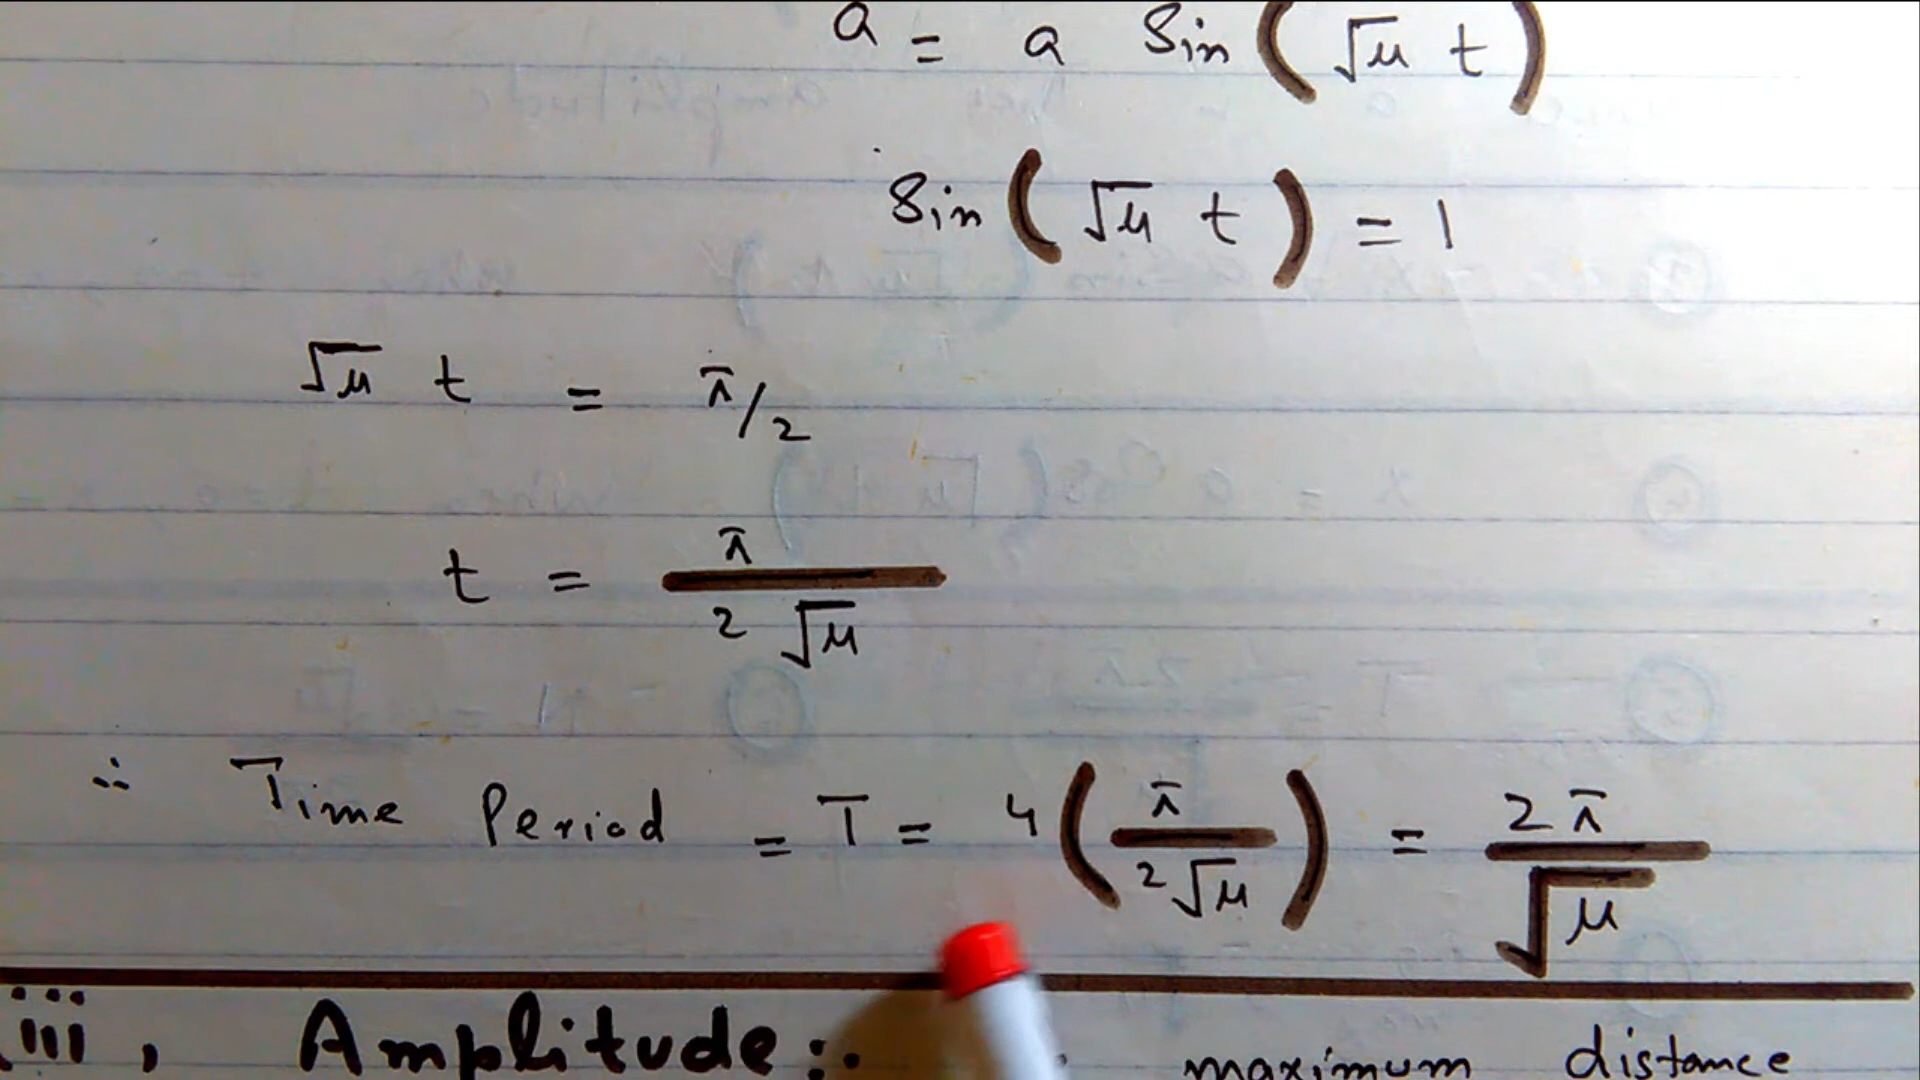 a = a Sin(√μ t)
Sin(√μ t) = 1
√μ t = π/2
t = π / 2√μ
∴ Time Period = T = 4(π / 2√μ) = 2π / √μ
iii, Amplitude:. maximum distance